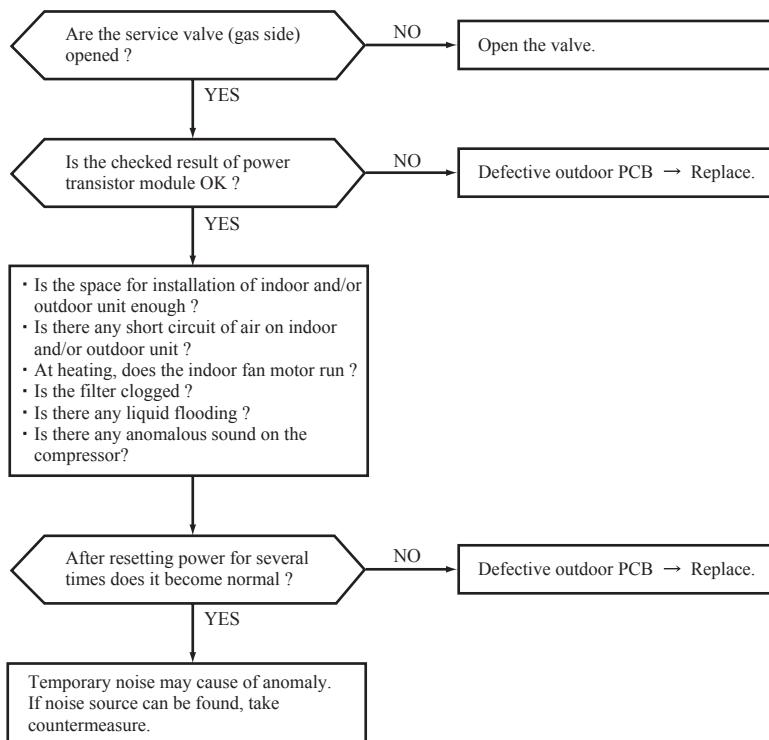 Are the service valve (gas side)
opened ?
NO
Open the valve.
YES
Is the checked result of power
transistor module OK ?
NO
Defective outdoor PCB → Replace.
YES
・Is the space for installation of indoor and/or
outdoor unit enough ?
・Is there any short circuit of air on indoor
and/or outdoor unit ?
・At heating, does the indoor fan motor run ?
・Is the filter clogged ?
・Is there any liquid flooding ?
・Is there any anomalous sound on the
compressor?
After resetting power for several
times does it become normal ?
NO
Defective outdoor PCB → Replace.
YES
Temporary noise may cause of anomaly.
If noise source can be found, take
countermeasure.